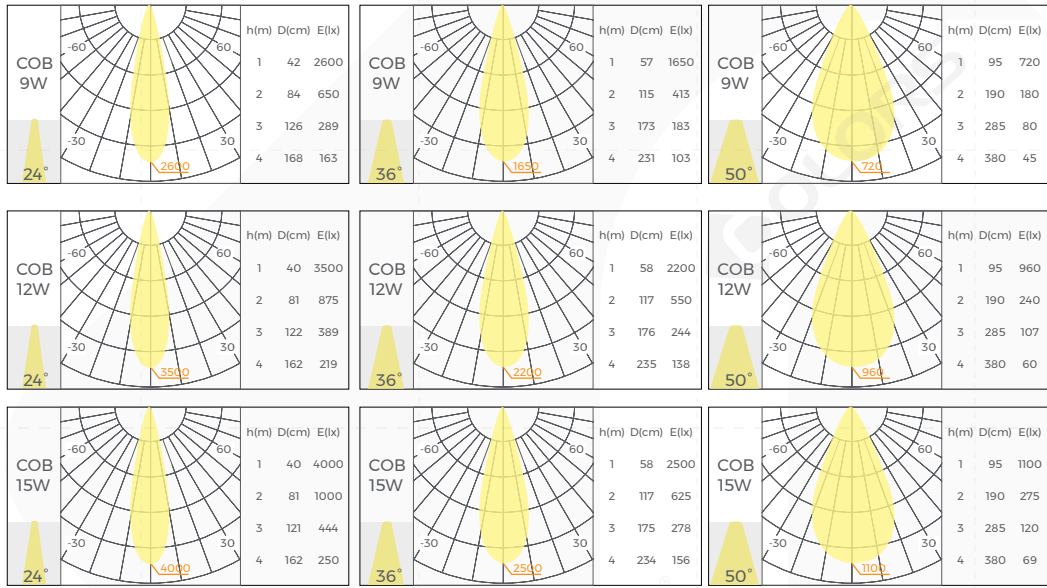 COB
9W
24°
-60
60
-30
30
2600
h(m) D(cm) E(lx)
1 42 2600
2 84 650
3 126 289
4 168 163
COB
9W
36°
-60
60
-30
30
1650
h(m) D(cm) E(lx)
1 57 1650
2 115 413
3 173 183
4 231 103
COB
9W
50°
-60
60
-30
30
720
h(m) D(cm) E(lx)
1 95 720
2 190 180
3 285 80
4 380 45
COB
12W
24°
-60
60
-30
30
3500
h(m) D(cm) E(lx)
1 40 3500
2 81 875
3 122 389
4 162 219
COB
12W
36°
-60
60
-30
30
2200
h(m) D(cm) E(lx)
1 58 2200
2 117 550
3 176 244
4 235 138
COB
12W
50°
-60
60
-30
30
960
h(m) D(cm) E(lx)
1 95 960
2 190 240
3 285 107
4 380 60
COB
15W
24°
-60
60
-30
30
4000
h(m) D(cm) E(lx)
1 40 4000
2 81 1000
3 121 444
4 162 250
COB
15W
36°
-60
60
-30
30
2500
h(m) D(cm) E(lx)
1 58 2500
2 117 625
3 175 278
4 234 156
COB
15W
50°
-60
60
-30
30
1100
h(m) D(cm) E(lx)
1 95 1100
2 190 275
3 285 120
4 380 69